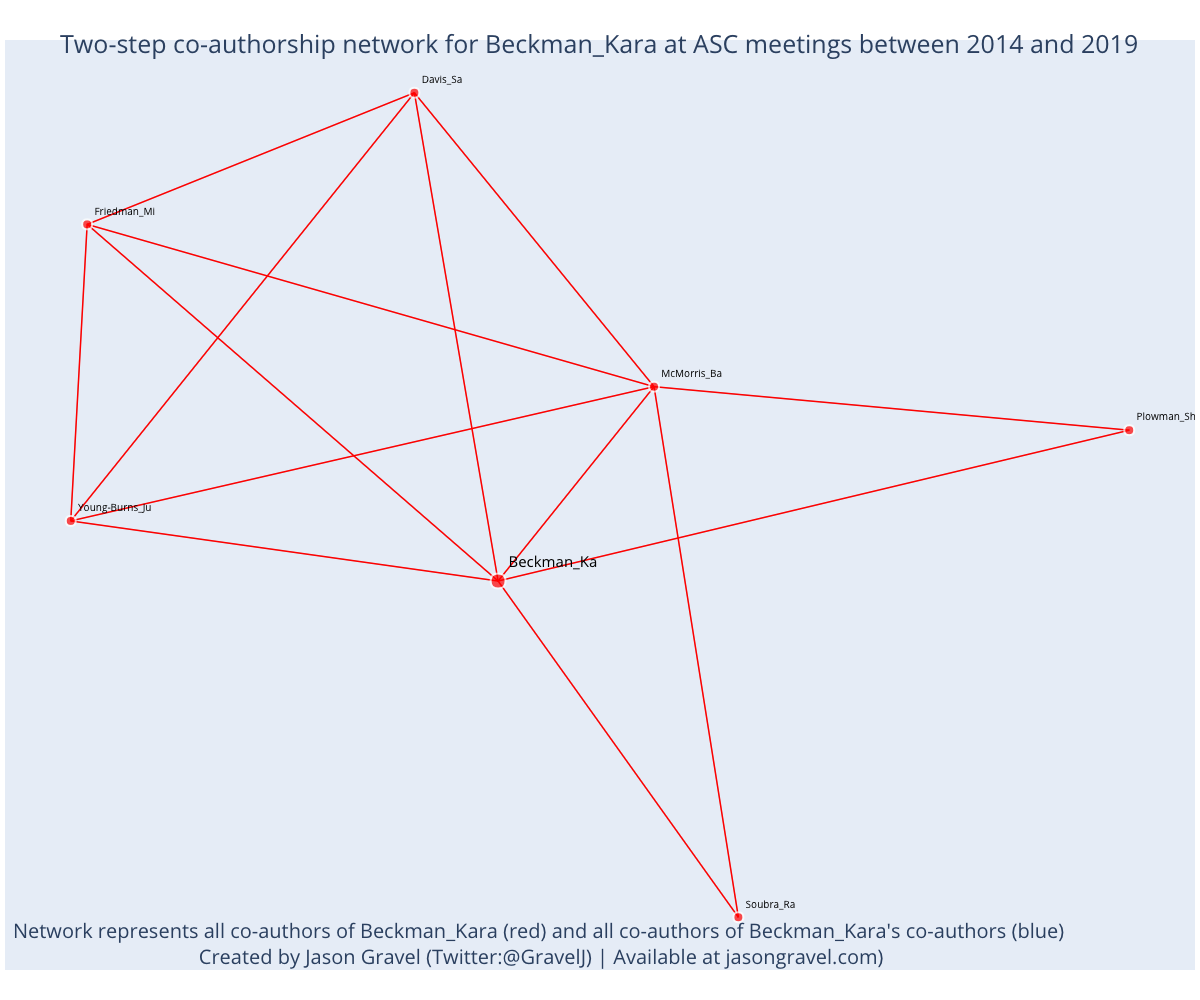 Two-step co-authorship network for Beckman_Kara at ASC meetings between 2014 and 2019
Davis_Sa
Friedman_Mi
McMorris_Ba
Plowman_Sh
Young-Burns_Ju
Beckman_Ka
Soubra_Ra
Network represents all co-authors of Beckman_Kara (red) and all co-authors of Beckman_Kara's co-authors (blue)
Created by Jason Gravel (Twitter:@GravelJ) | Available at jasongravel.com)